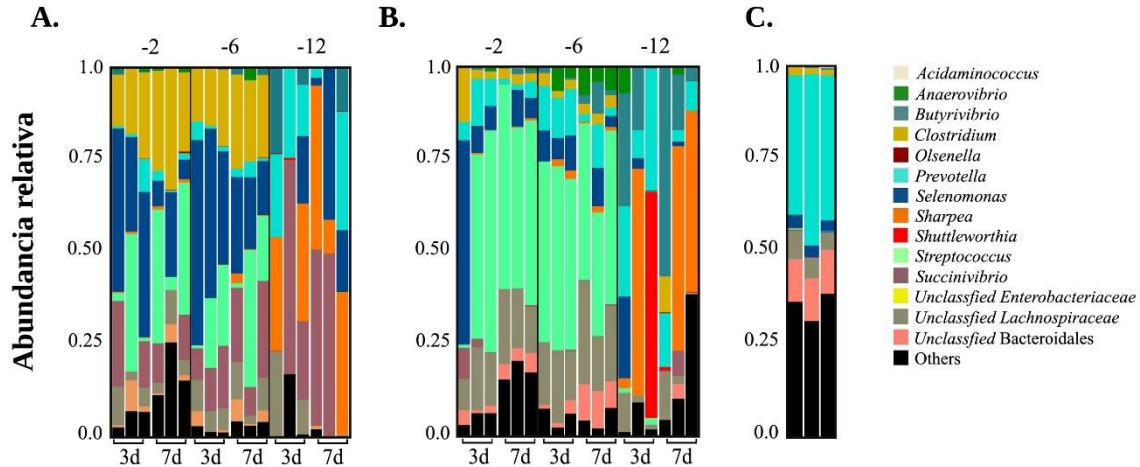 A. B. C.
-2 -6 -12
-2 -6 -12
Abundancia relativa
1.0
0.75
0.50
0.25
0.0
1.0
0.75
0.50
0.25
0.0
1.0
0.75
0.50
0.25
0.0
3d 7d 3d 7d 3d 7d
3d 7d 3d 7d 3d 7d
Acidaminococcus
Anaerovibrio
Butyrivibrio
Clostridium
Olsenella
Prevotella
Selenomonas
Sharpea
Shuttleworthia
Streptococcus
Succinivibrio
Unclassfied Enterobacteriaceae
Unclassfied Lachnospiraceae
Unclassified Bacteroidales
Others